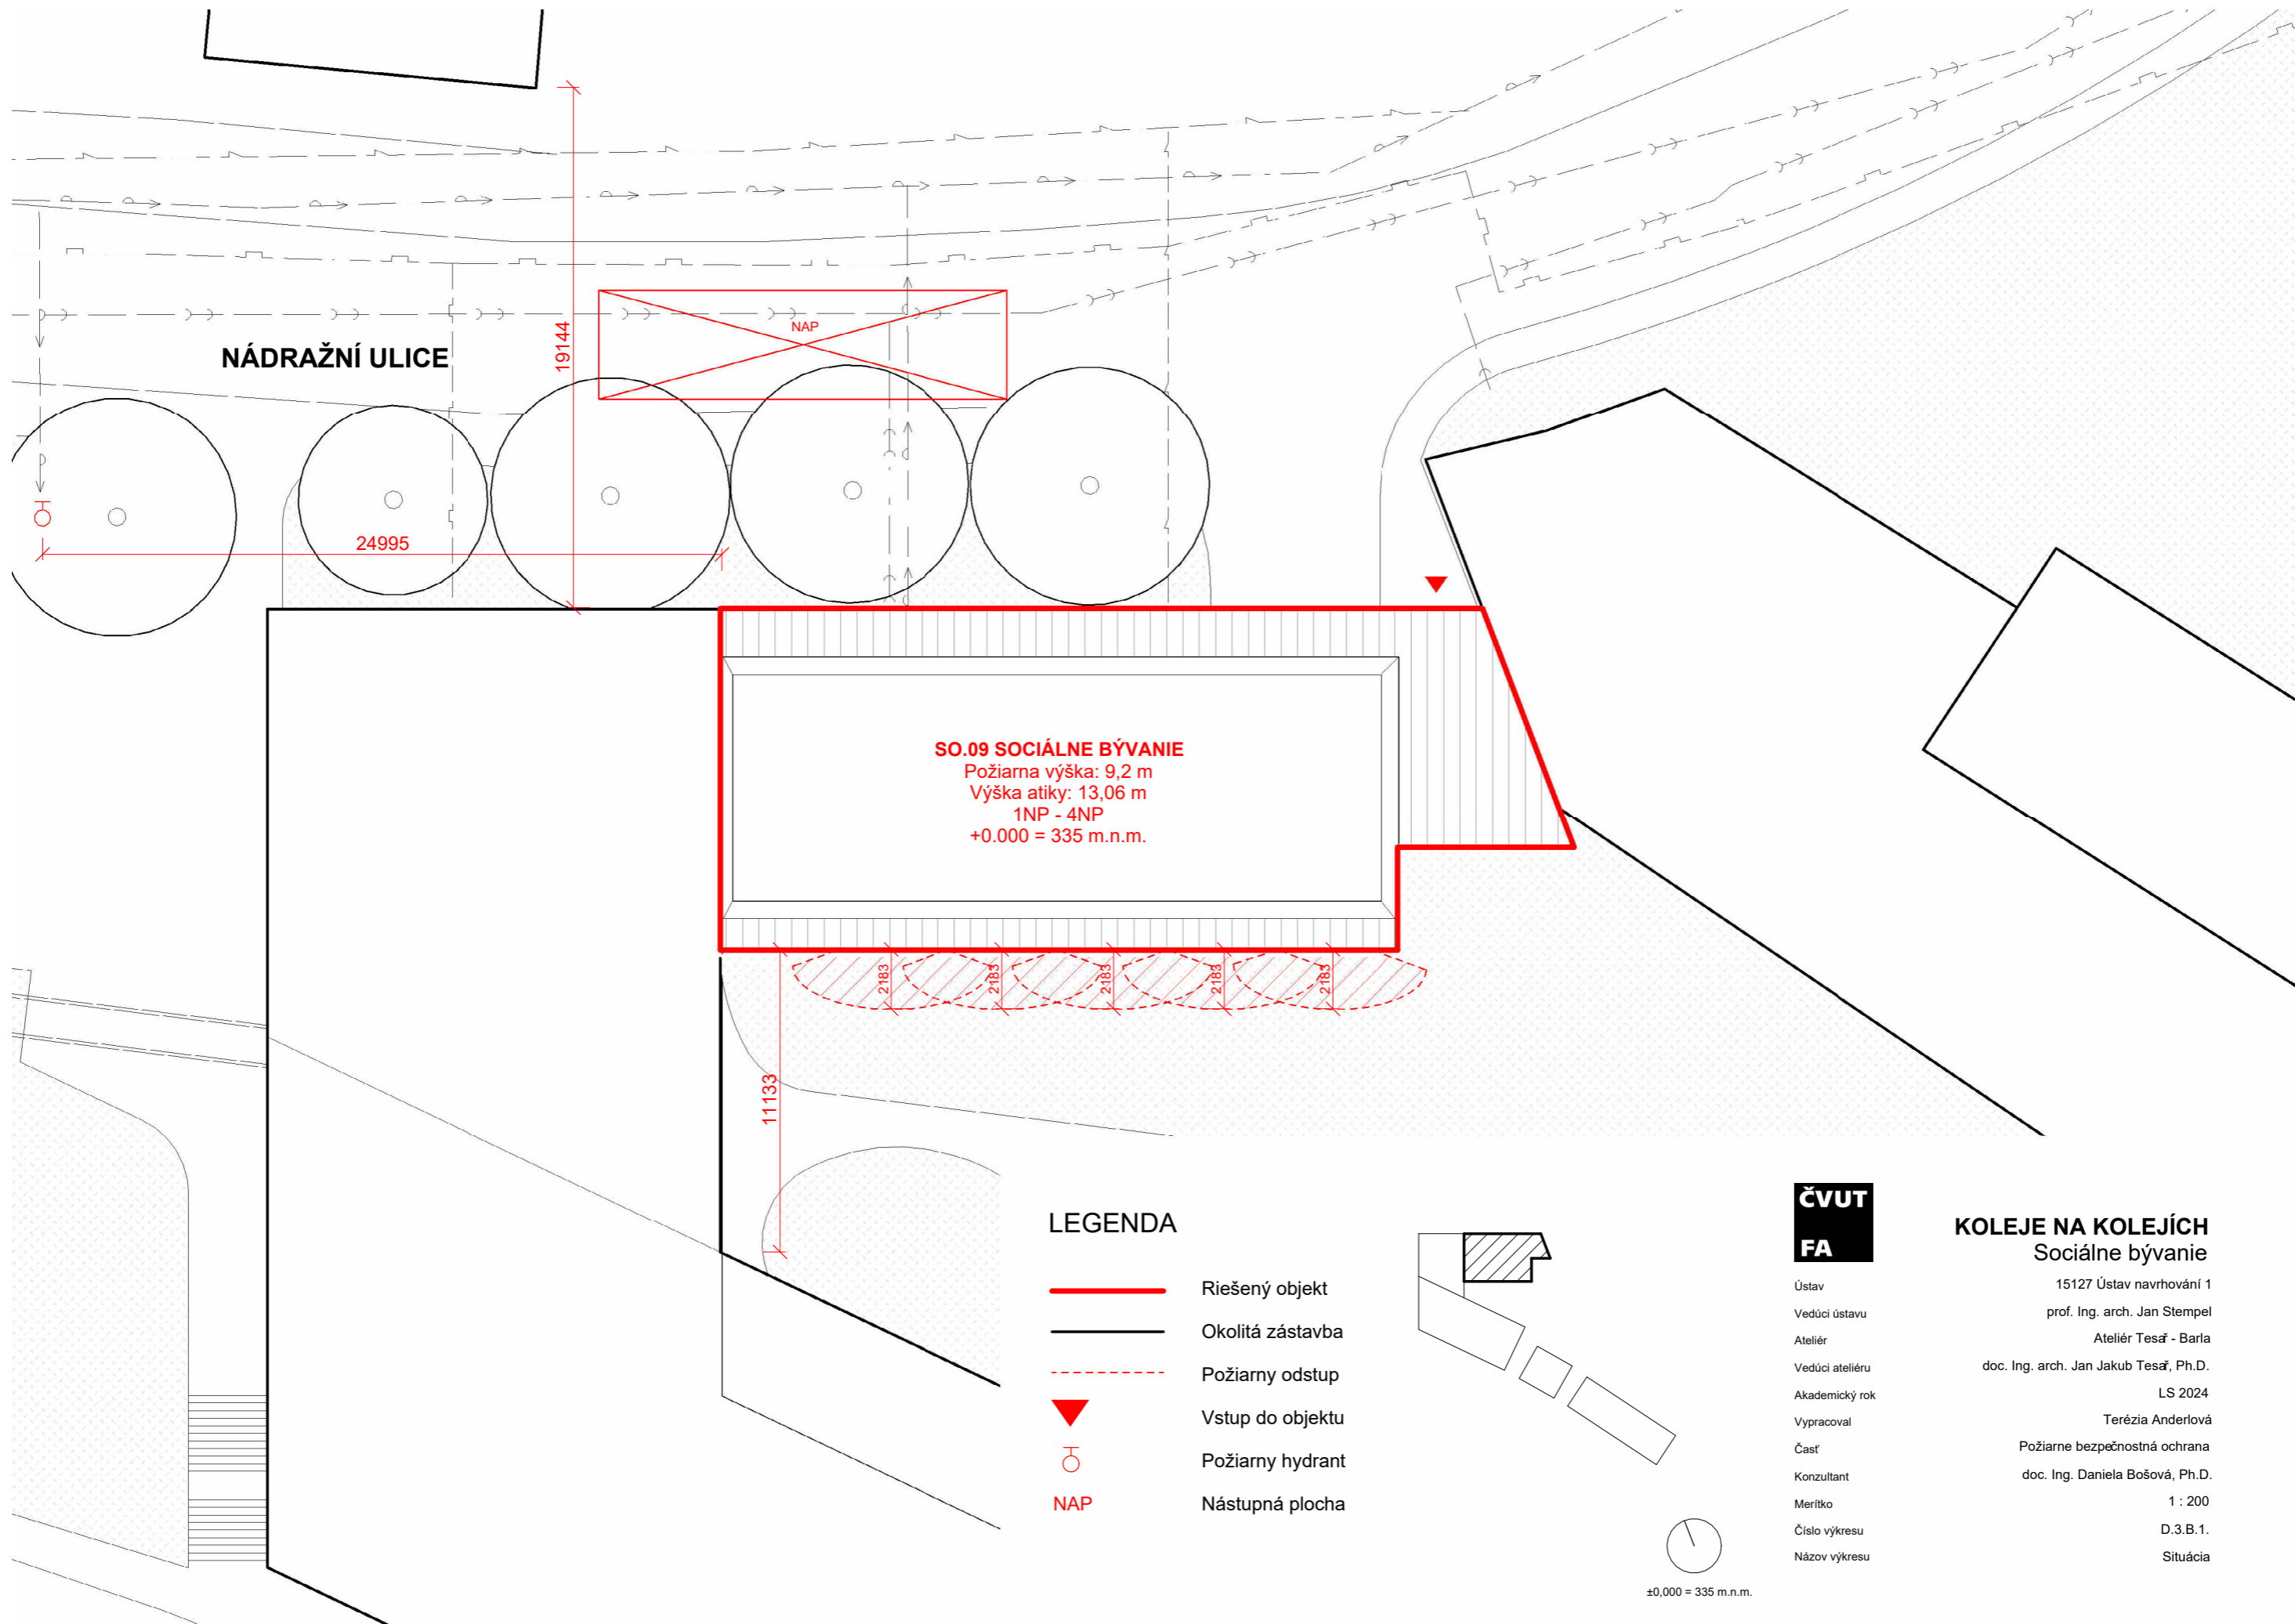 19144
NAP
NÁDRAŽNÍ ULICE
24995
SO.09 SOCIÁLNE BÝVANIE
Požiarna výška: 9,2 m
Výška atiky: 13,06 m
1NP - 4NP
+0.000 = 335 m.n.m.
2183
2183
2183
2183
2183
11133
LEGENDA
Riešený objekt
Okolitá zástavba
Požiarny odstup
Vstup do objektu
Požiarny hydrant
NAP Nástupná plocha
±0,000 = 335 m.n.m.
ČVUT
FA
KOLEJE NA KOLEJÍCH
Sociálne bývanie
Ústav 15127 Ústav navrhování 1
Vedúci ústavu prof. Ing. arch. Jan Stempel
Ateliér Ateliér Tesař - Barla
Vedúci ateliéru doc. Ing. arch. Jan Jakub Tesař, Ph.D.
Akademický rok LS 2024
Vypracoval Terézia Anderlová
Časť Požiarne bezpečnostná ochrana
Konzultant doc. Ing. Daniela Bošová, Ph.D.
Merítko 1 : 200
Číslo výkresu D.3.B.1.
Názov výkresu Situácia